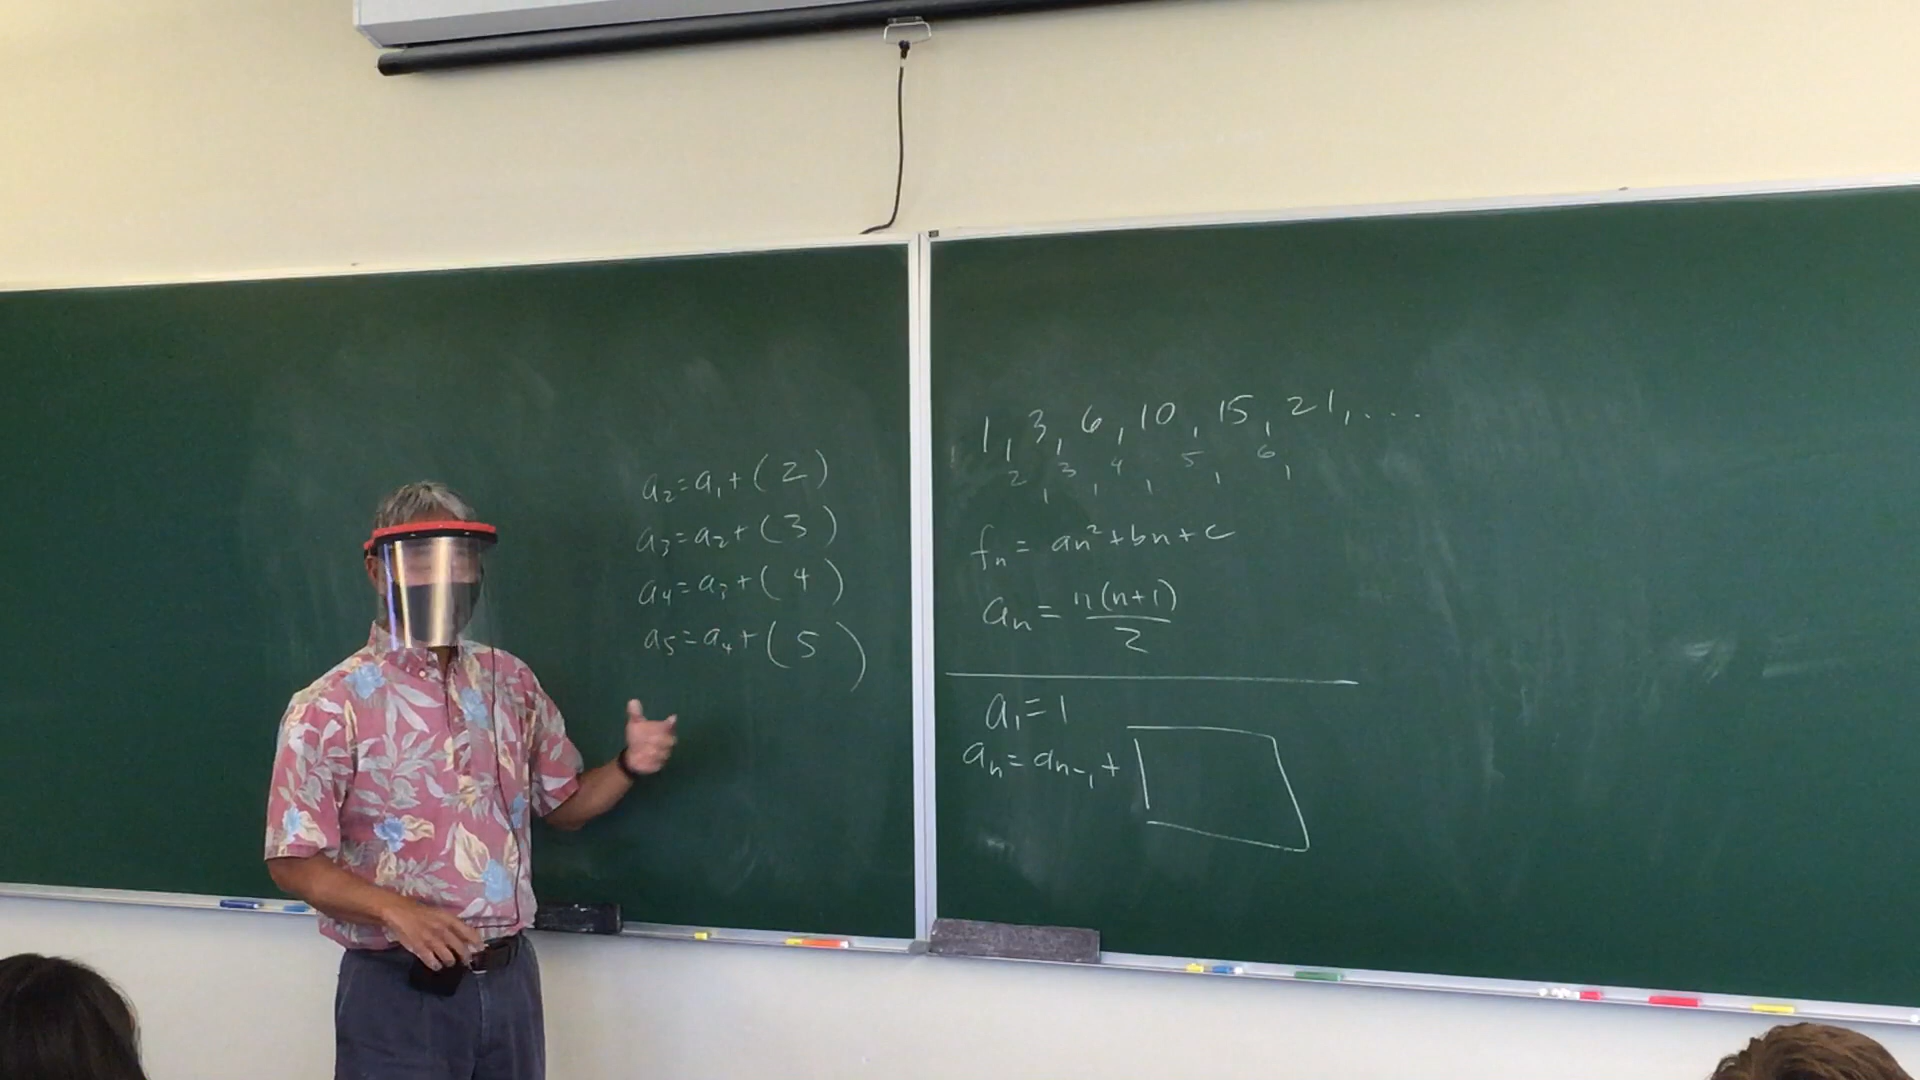 a₂=a₁+(2)
a₃=a₂+(3)
a₄=a₃+(4)
a₅=a₄+(5)
1, 3, 6, 10, 15, 21, ....
2, 3, 4, 5, 6,
fₙ = an²+bn+c
aₙ = n(n+1)/2
a₁=1
aₙ=aₙ₋₁+